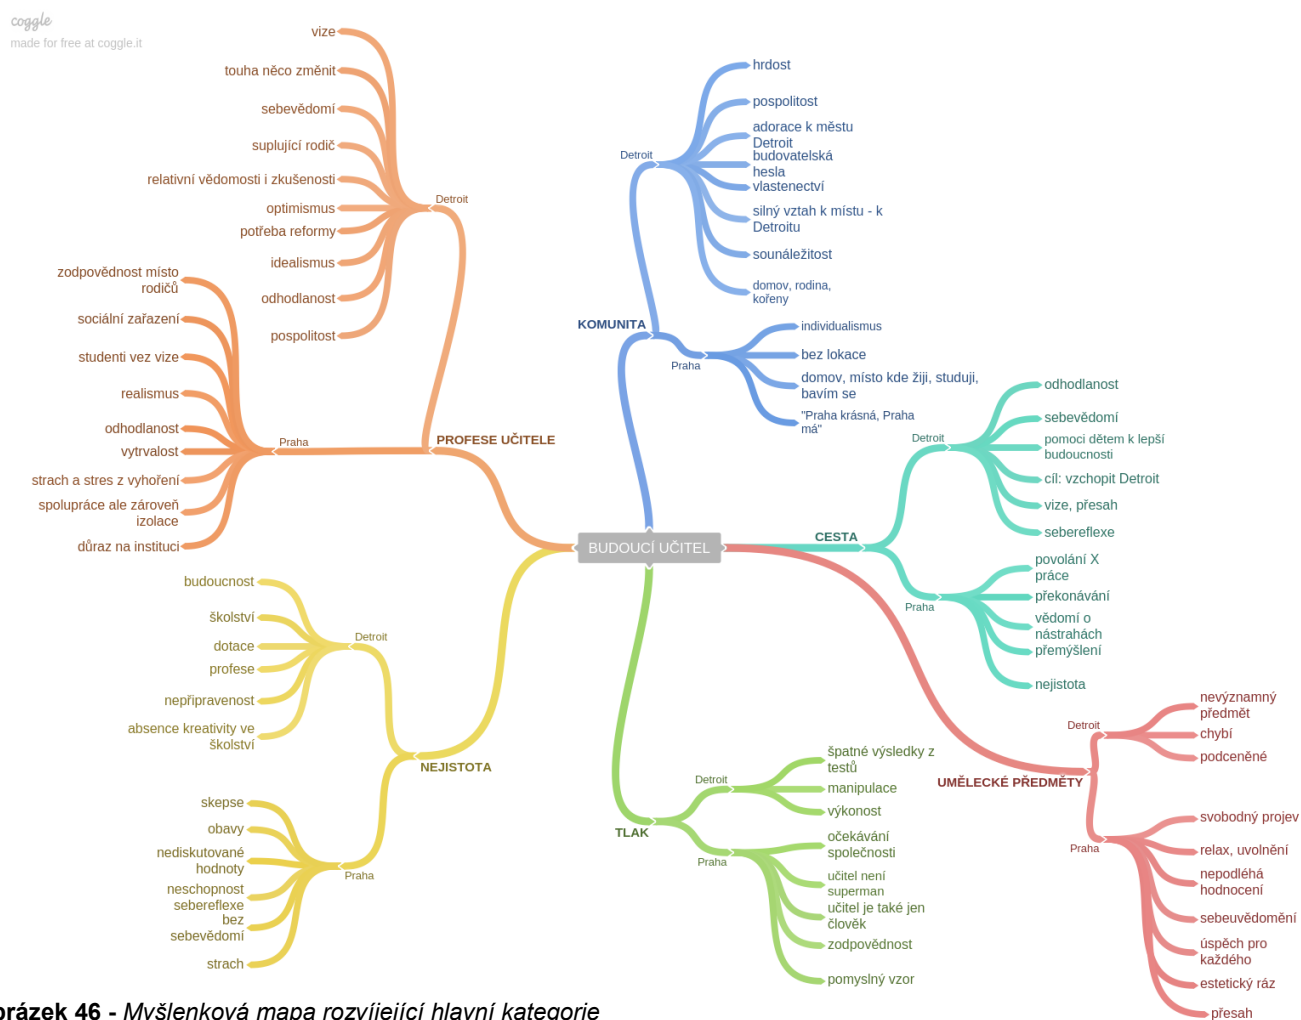 coggle
made for free at coggle.it
BUDOUCÍ UČITEL
PROFESE UČITELE
Detroit
vize
touha něco změnit
sebevědomí
suplující rodič
relativní vědomosti i zkušenosti
optimismus
potřeba reformy
idealismus
odhodlanost
pospolitost
Praha
zodpovědnost místo
rodičů
sociální zařazení
studenti vez vize
realismus
odhodlanost
vytrvalost
strach a stres z vyhoření
spolupráce ale zároveň
izolace
důraz na instituci
KOMUNITA
Detroit
hrdost
pospolitost
adorace k městu
Detroit
budovatelská
hesla
vlastenectví
silný vztah k místu - k
Detroitu
sounáležitost
domov, rodina,
kořeny
Praha
individualismus
bez lokace
domov, místo kde žiji, studuji,
bavím se
"Praha krásná, Praha
má"
CESTA
Detroit
odhodlanost
sebevědomí
pomoci dětem k lepší
budoucnosti
cíl: vzchopit Detroit
vize, přesah
sebereflexe
Praha
povolání X
práce
překonávání
vědomí o
nástrahách
přemýšlení
nejistota
NEJISTOTA
Detroit
budoucnost
školství
dotace
profese
nepřipravenost
absence kreativity ve
školství
Praha
skepse
obavy
nediskutované
hodnoty
neschopnost
sebereflexe
bez
sebevědomí
strach
TLAK
Detroit
špatné výsledky z
testů
manipulace
výkonost
Praha
očekávání
společnosti
učitel není
superman
učitel je také jen
člověk
zodpovědnost
pomyslný vzor
UMĚLECKÉ PŘEDMĚTY
Detroit
nevýznamný
předmět
chybí
podceněné
Praha
svobodný projev
relax, uvolnění
nepodléhá
hodnocení
sebeuvědomění
úspěch pro
každého
estetický ráz
přesah
brázek 46 - Myšlenková mapa rozvíjející hlavní kategorie